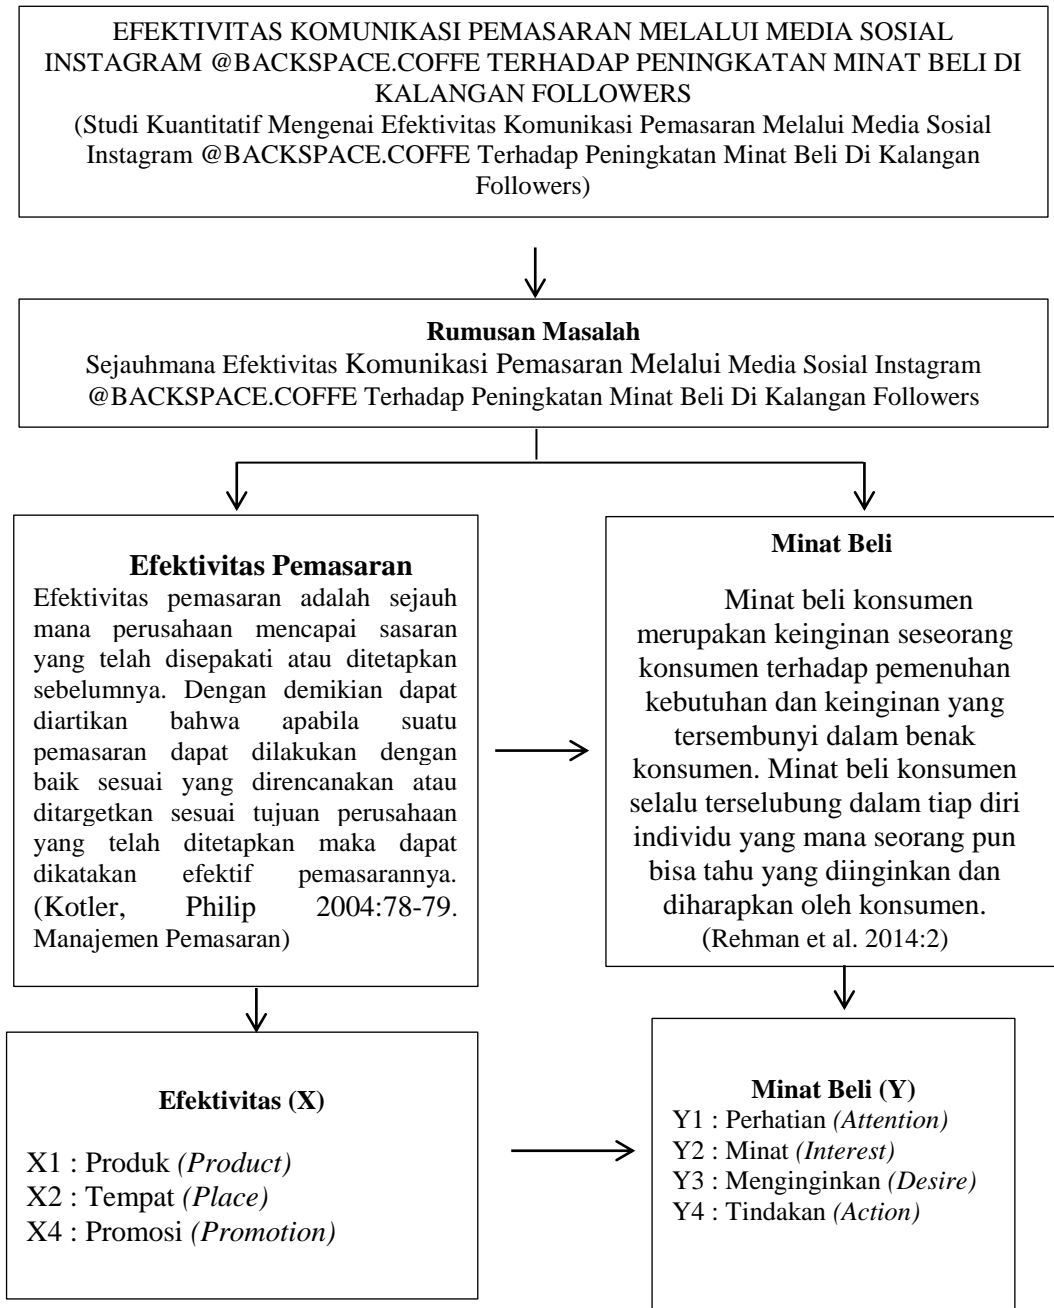 EFEKTIVITAS KOMUNIKASI PEMASARAN MELALUI MEDIA SOSIAL
INSTAGRAM @BACKSPACE.COFFE TERHADAP PENINGKATAN MINAT BELI DI
KALANGAN FOLLOWERS
(Studi Kuantitatif Mengenai Efektivitas Komunikasi Pemasaran Melalui Media Sosial
Instagram @BACKSPACE.COFFE Terhadap Peningkatan Minat Beli Di Kalangan
Followers)
Rumusan Masalah
Sejauhmana Efektivitas Komunikasi Pemasaran Melalui Media Sosial Instagram
@BACKSPACE.COFFE Terhadap Peningkatan Minat Beli Di Kalangan Followers
Efektivitas Pemasaran
Efektivitas pemasaran adalah sejauh
mana perusahaan mencapai sasaran
yang telah disepakati atau ditetapkan
sebelumnya. Dengan demikian dapat
diartikan bahwa apabila suatu
pemasaran dapat dilakukan dengan
baik sesuai yang direncanakan atau
ditargetkan sesuai tujuan perusahaan
yang telah ditetapkan maka dapat
dikatakan efektif pemasarannya.
(Kotler, Philip 2004:78-79.
Manajemen Pemasaran)
Minat Beli
Minat beli konsumen
merupakan keinginan seseorang
konsumen terhadap pemenuhan
kebutuhan dan keinginan yang
tersembunyi dalam benak
konsumen. Minat beli konsumen
selalu terselubung dalam tiap diri
individu yang mana seorang pun
bisa tahu yang diinginkan dan
diharapkan oleh konsumen.
(Rehman et al. 2014:2)
Efektivitas (X)
X1 : Produk (Product)
X2 : Tempat (Place)
X4 : Promosi (Promotion)
Minat Beli (Y)
Y1 : Perhatian (Attention)
Y2 : Minat (Interest)
Y3 : Menginginkan (Desire)
Y4 : Tindakan (Action)